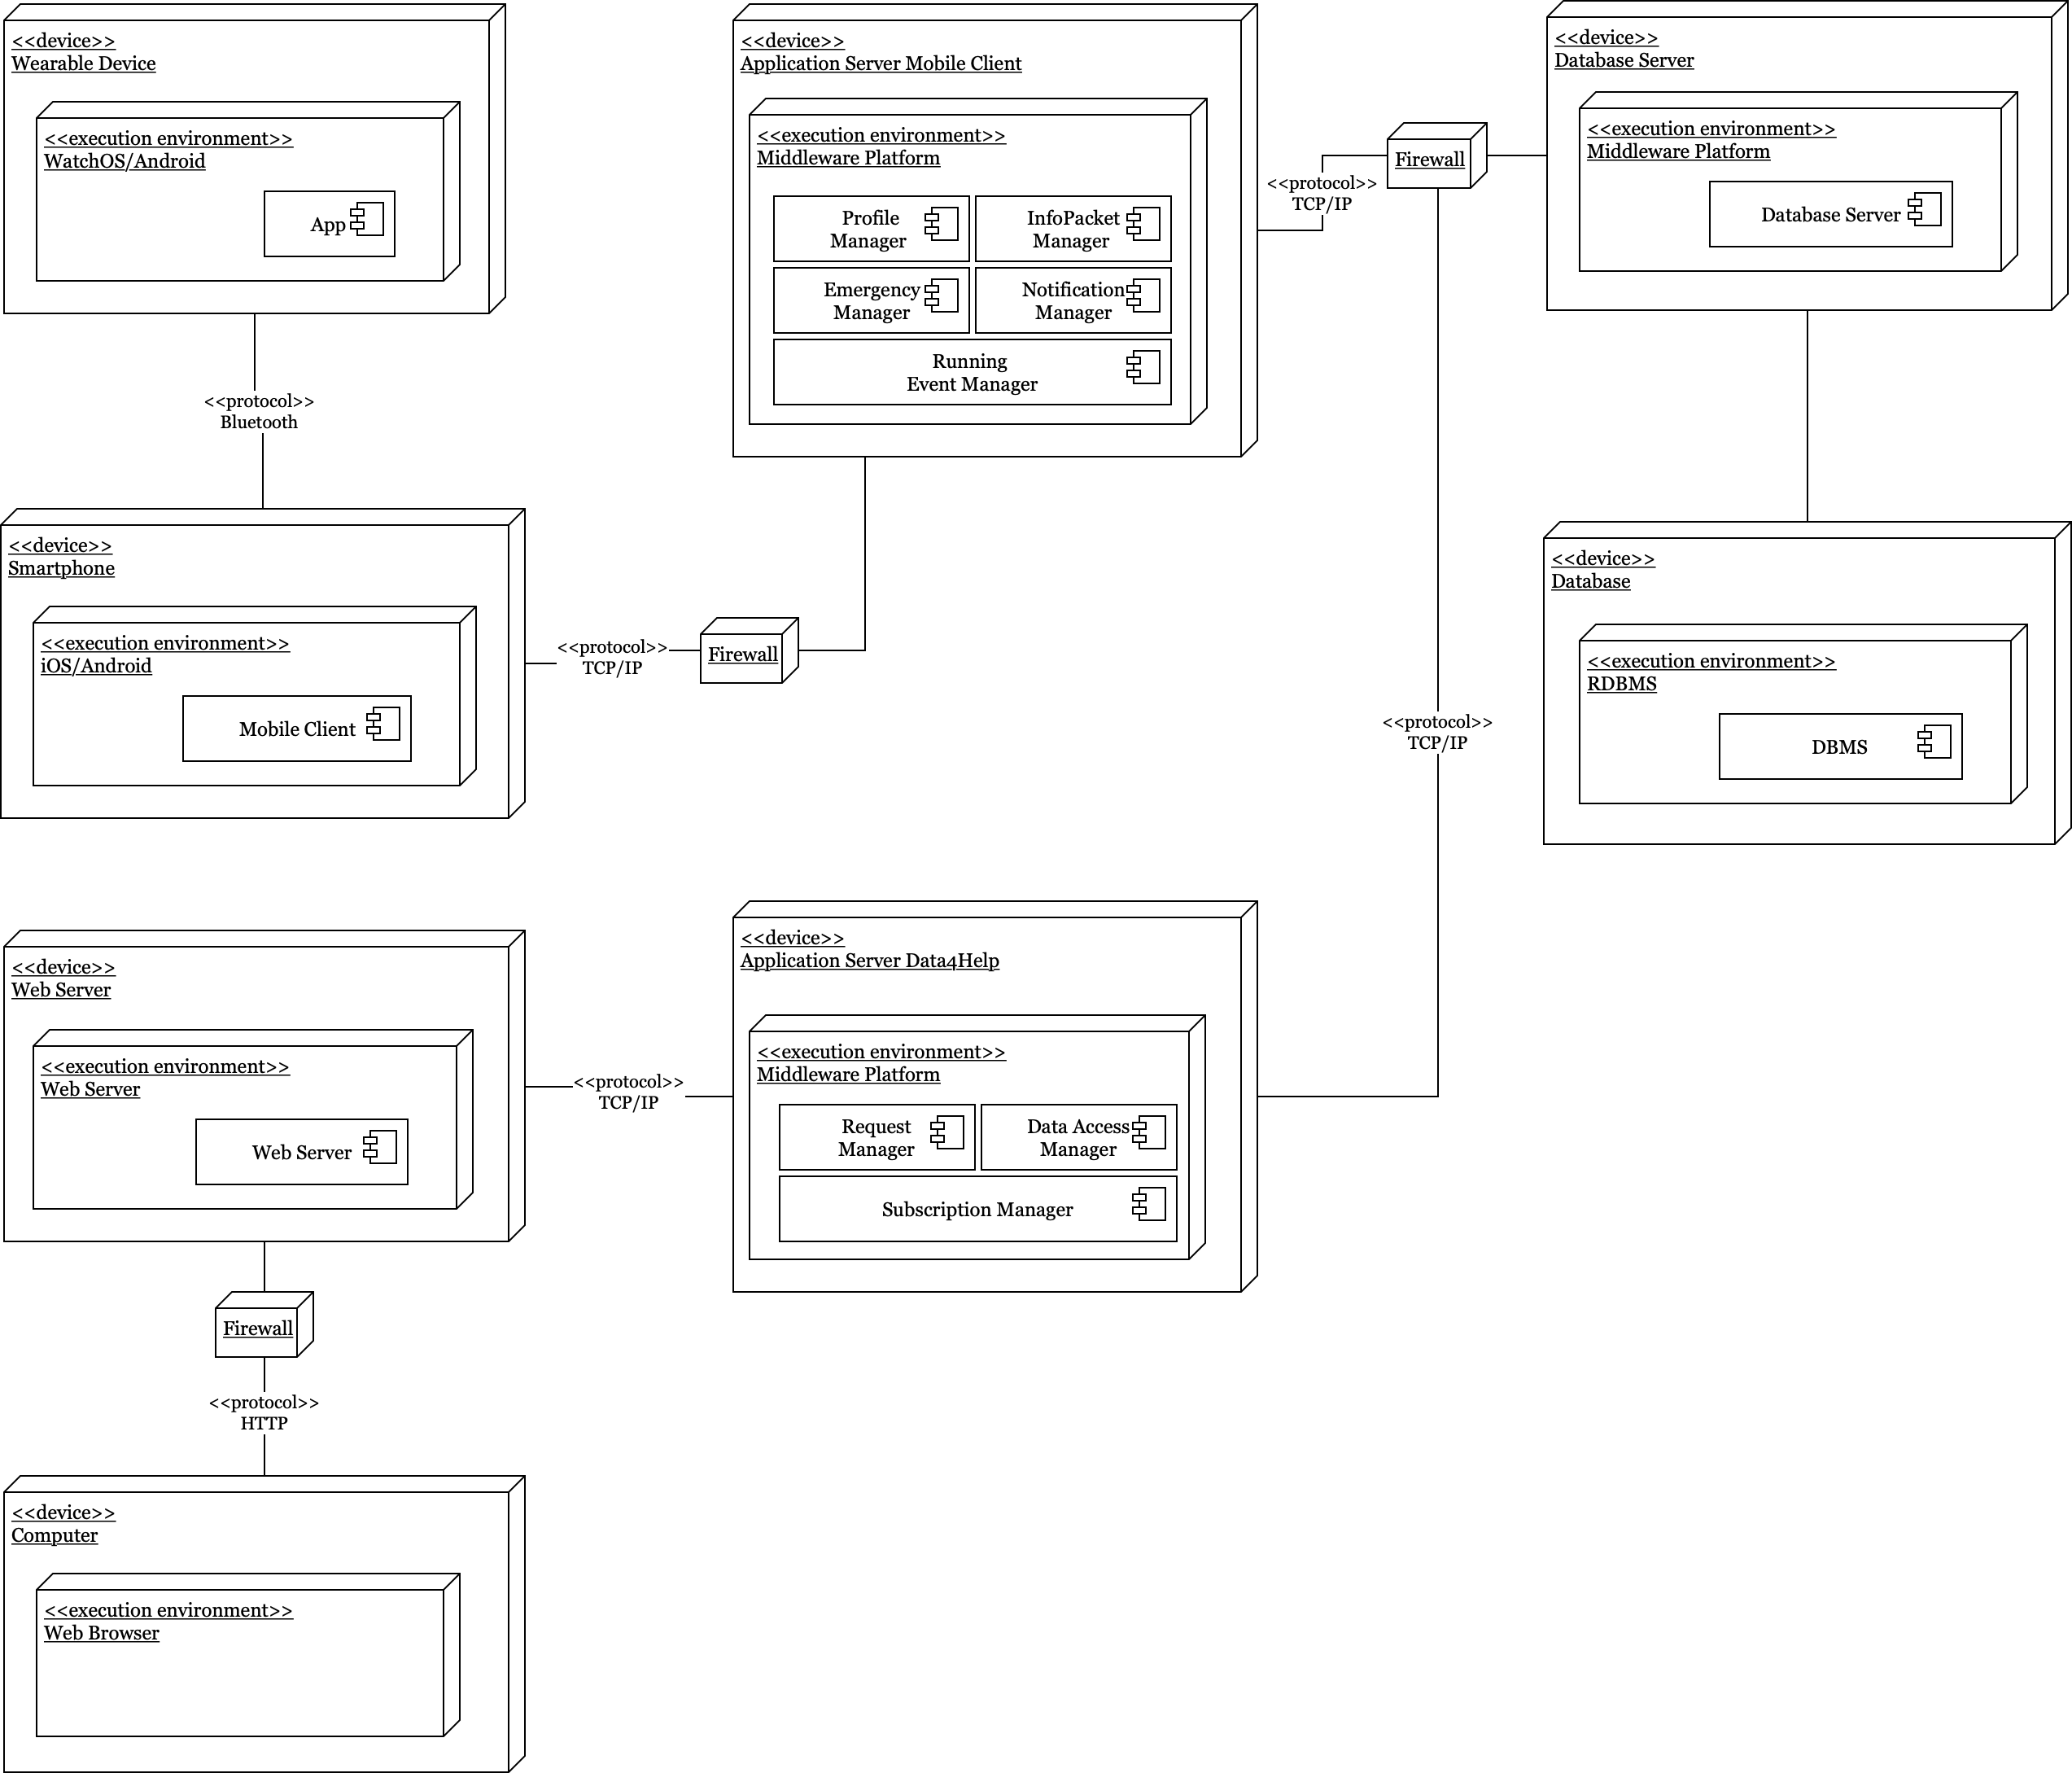 <<device>>
Wearable Device
<<execution environment>>
WatchOS/Android
App
<<protocol>>
Bluetooth
<<device>>
Smartphone
<<execution environment>>
iOS/Android
Mobile Client
<<protocol>>
TCP/IP
Firewall
<<device>>
Application Server Mobile Client
<<execution environment>>
Middleware Platform
Profile
Manager
InfoPacket
Manager
Emergency
Manager
Notification
Manager
Running
Event Manager
<<protocol>>
TCP/IP
Firewall
<<device>>
Database Server
<<execution environment>>
Middleware Platform
Database Server
<<device>>
Database
<<execution environment>>
RDBMS
DBMS
<<protocol>>
TCP/IP
<<device>>
Web Server
<<execution environment>>
Web Server
Web Server
<<protocol>>
TCP/IP
<<device>>
Application Server Data4Help
<<execution environment>>
Middleware Platform
Request
Manager
Data Access
Manager
Subscription Manager
Firewall
<<protocol>>
HTTP
<<device>>
Computer
<<execution environment>>
Web Browser